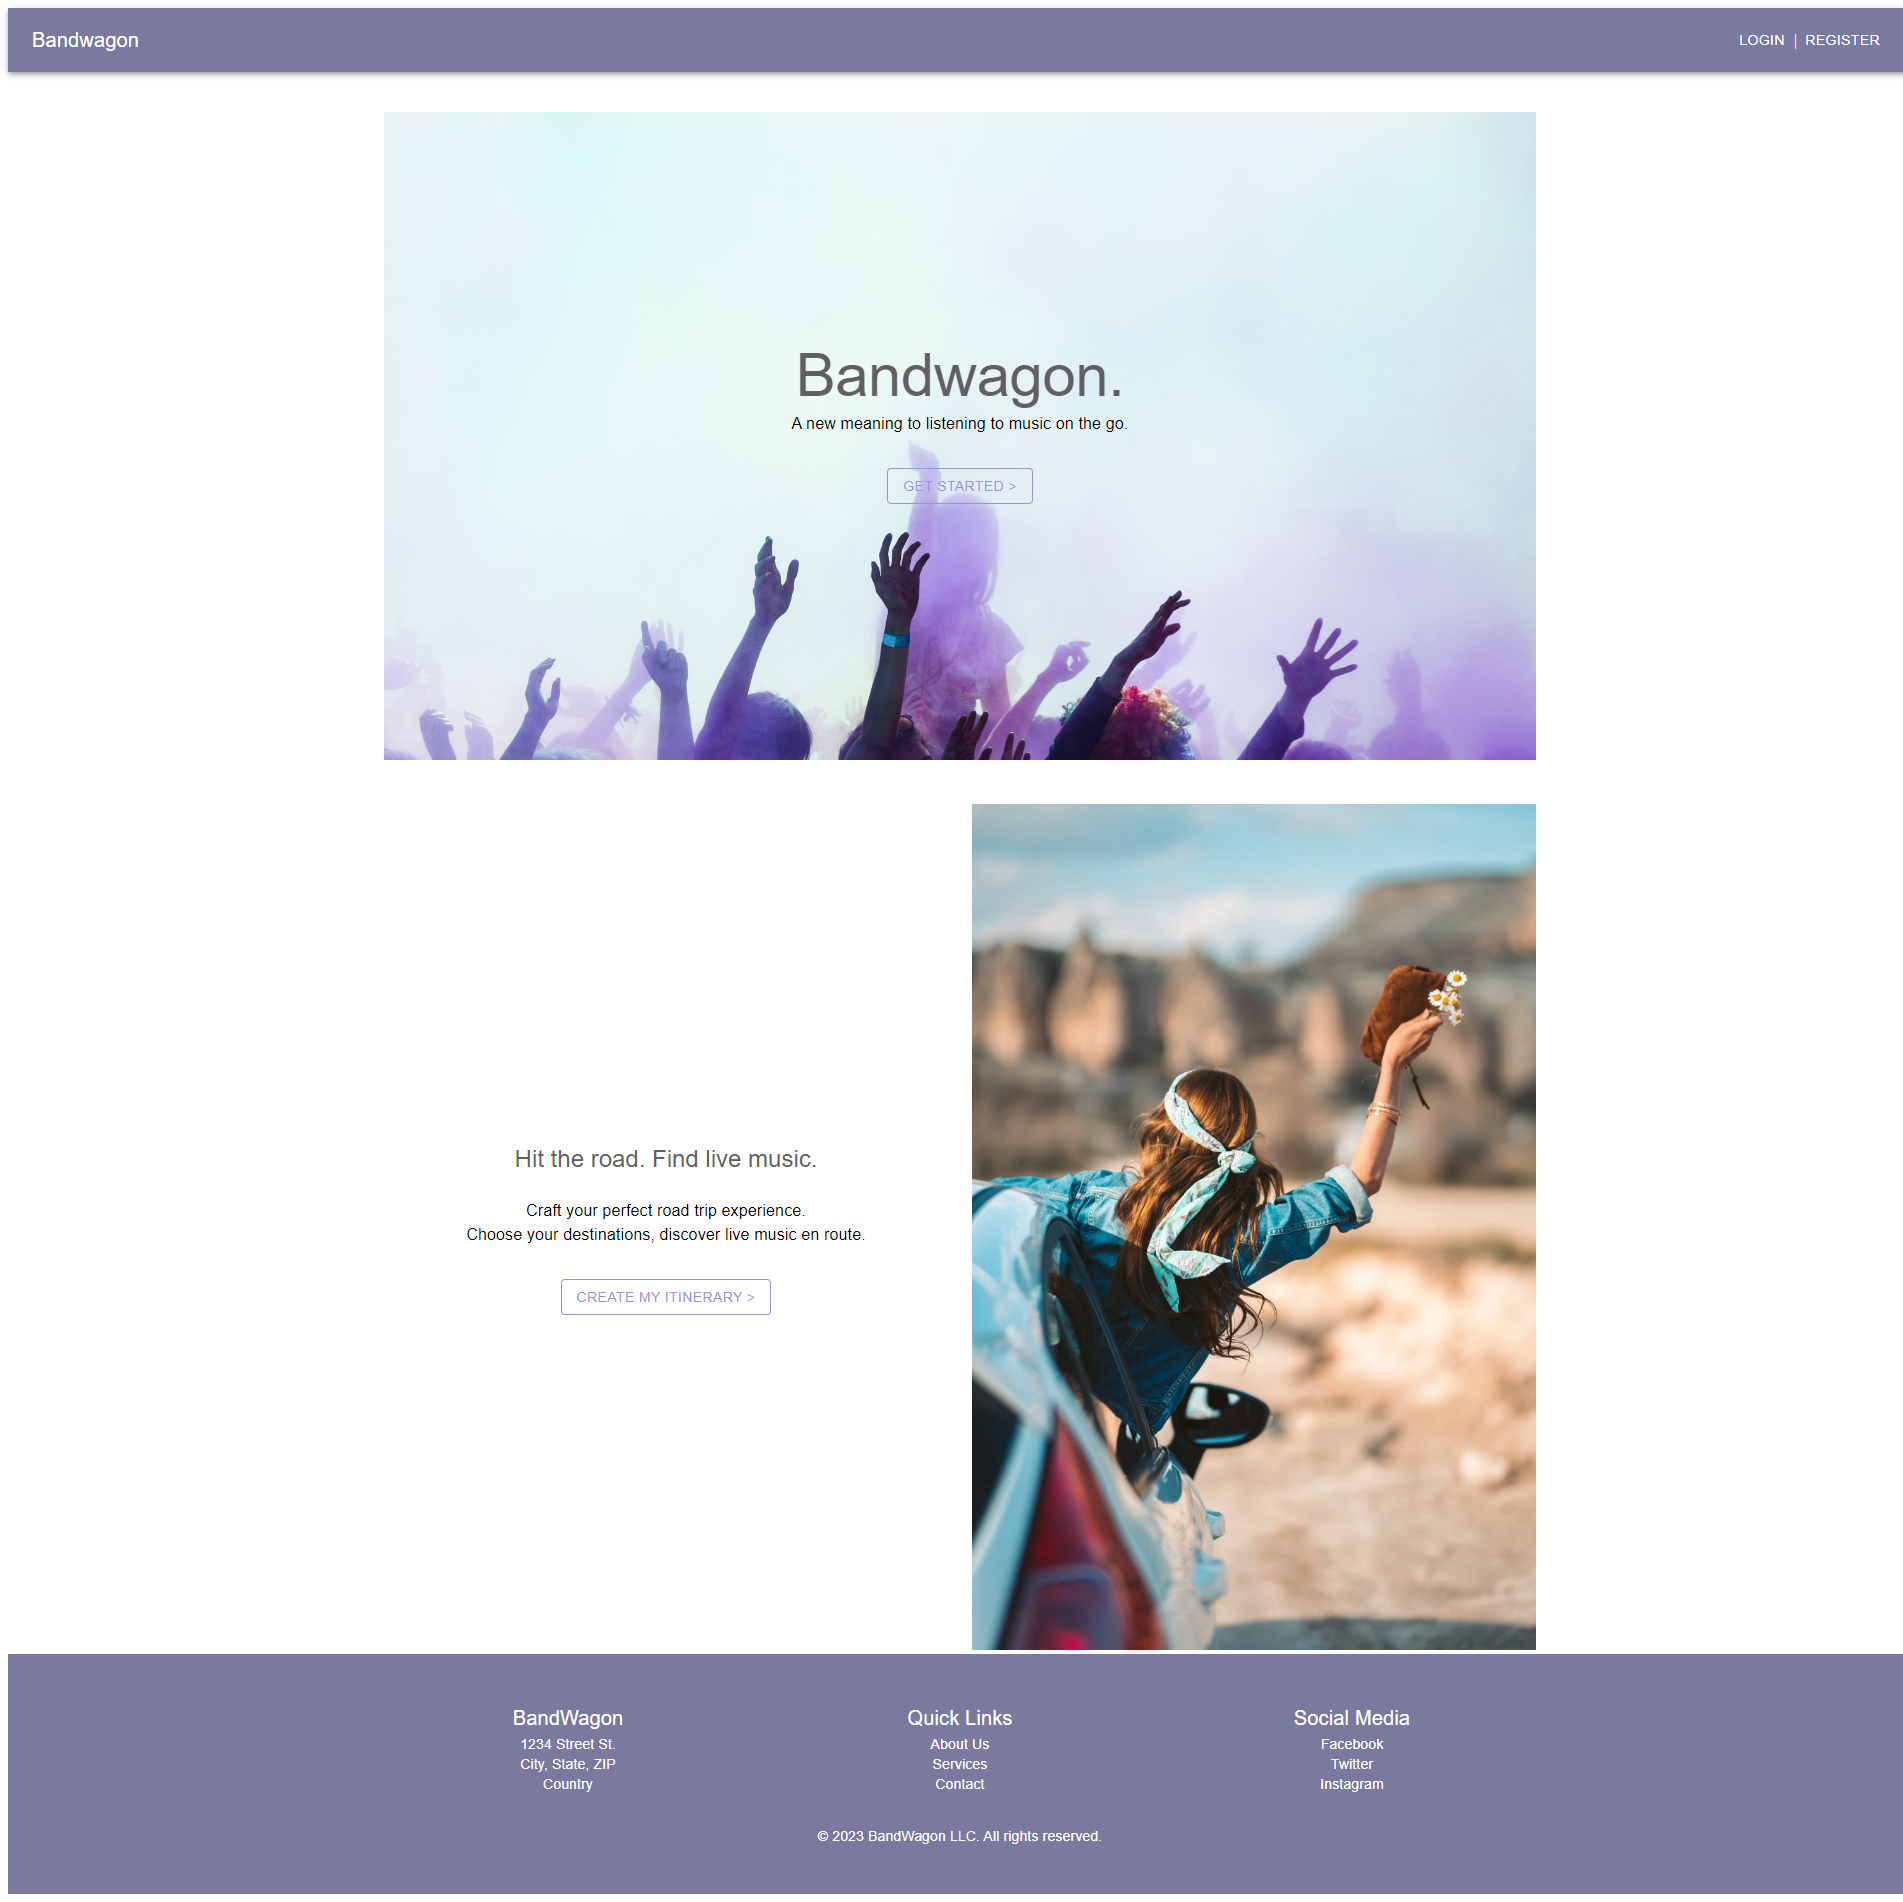 Bandwagon
LOGIN | REGISTER
Bandwagon.
A new meaning to listening to music on the go.
GET STARTED >
Hit the road. Find live music.
Craft your perfect road trip experience.
Choose your destinations, discover live music en route.
CREATE MY ITINERARY >
BandWagon
1234 Street St.
City, State, ZIP
Country
Quick Links
About Us
Services
Contact
Social Media
Facebook
Twitter
Instagram
© 2023 BandWagon LLC. All rights reserved.